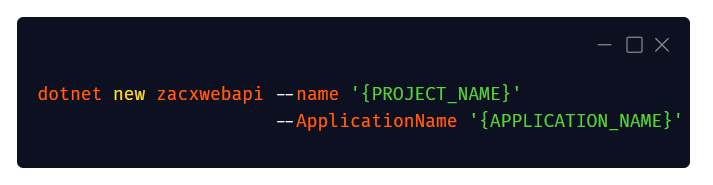 dotnet new zacxwebapi --name '{PROJECT_NAME}'
--ApplicationName '{APPLICATION_NAME}'